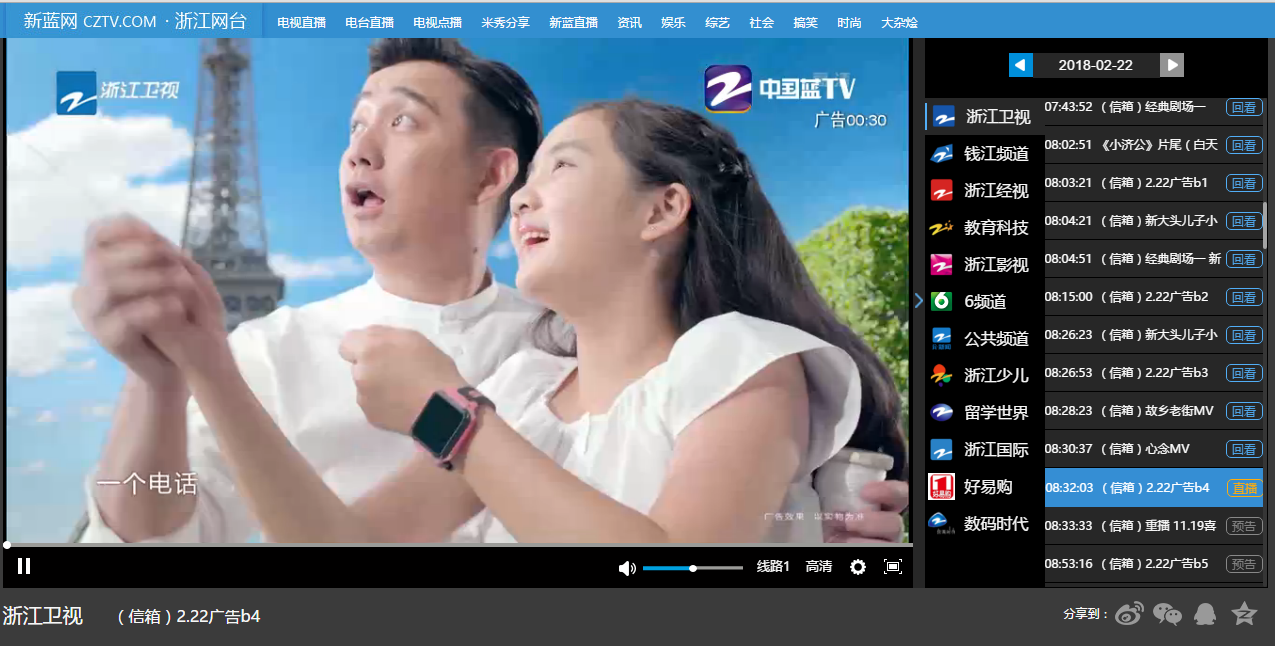 新蓝网 CZTV.COM · 浙江网台
电视直播 电台直播 电视点播 米秀分享 新蓝直播 资讯 娱乐 综艺 社会 搞笑 时尚 大杂烩
浙江卫视
中国蓝TV
广告00:30
一个电话
广告效果 以实物为准
线路1 高清
2018-02-22
浙江卫视
钱江频道
浙江经视
教育科技
浙江影视
6频道
公共频道
浙江少儿
留学世界
浙江国际
好易购
数码时代
07:43:52 （信箱）经典剧场一 回看
08:02:51 《小济公》片尾（白天 回看
08:03:21 （信箱）2.22广告b1 回看
08:04:21 （信箱）新大头儿子小 回看
08:04:51 （信箱）经典剧场一 新 回看
08:15:00 （信箱）2.22广告b2 回看
08:26:23 （信箱）新大头儿子小 回看
08:26:53 （信箱）2.22广告b3 回看
08:28:23 （信箱）故乡老街MV 回看
08:30:37 （信箱）心念MV 回看
08:32:03 （信箱）2.22广告b4 直播
08:33:33 （信箱）重播 11.19喜 预告
08:53:16 （信箱）2.22广告b5 预告
浙江卫视 （信箱）2.22广告b4
分享到：